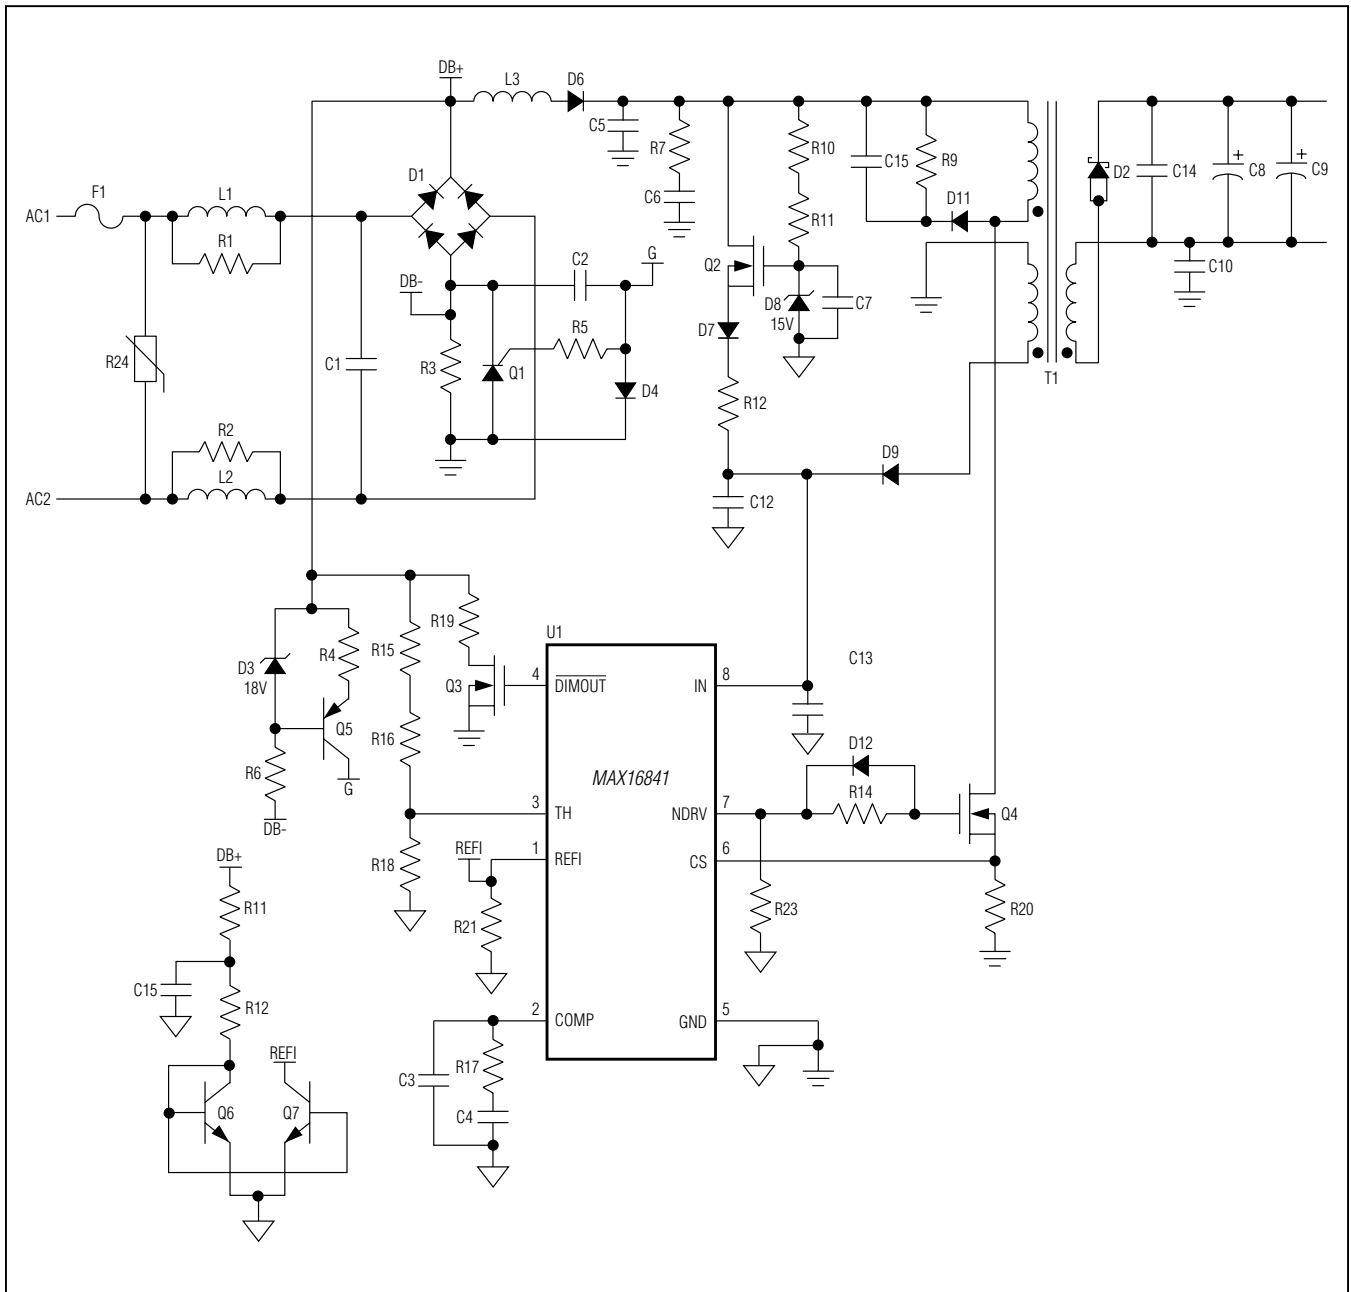 DB+
L3
D6
C5
R7
C6
R10
R11
C15
R9
D11
D2
C14
C8
+
C9
+
F1
L1
D1
AC1
R1
DB-
C2
G
Q2
D8
15V
C7
C10
R24
C1
R3
Q1
R5
D4
D7
R12
T1
R2
L2
AC2
D9
C12
D3
18V
R4
R15
R19
Q3
U1
4
DIMOUT
IN
8
C13
Q5
R6
G
DB-
R16
MAX16841
D12
R14
3
TH
NDRV
7
Q4
DB+
R18
REFI
1
REFI
CS
6
R11
R21
R23
R20
C15
R12
2
COMP
GND
5
REFI
C3
R17
C4
Q6
Q7